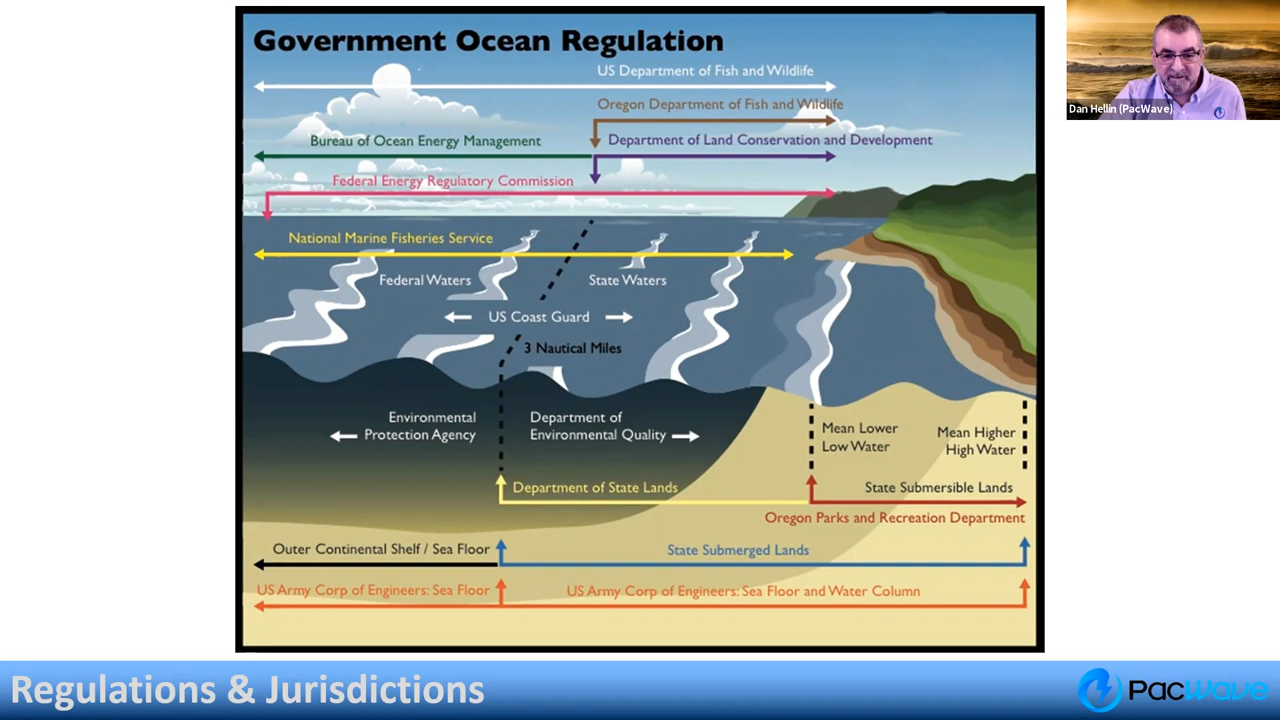 Government Ocean Regulation
US Department of Fish and Wildlife
Oregon Department of Fish and Wildlife
Bureau of Ocean Energy Management
Department of Land Conservation and Development
Federal Energy Regulatory Commission
National Marine Fisheries Service
Federal Waters
State Waters
US Coast Guard
3 Nautical Miles
Environmental
Protection Agency
Department of
Environmental Quality
Mean Lower
Low Water
Mean Higher
High Water
Department of State Lands
State Submersible Lands
Oregon Parks and Recreation Department
Outer Continental Shelf / Sea Floor
State Submerged Lands
US Army Corp of Engineers: Sea Floor
US Army Corp of Engineers: Sea Floor and Water Column
Dan Hellin (PacWave)
Regulations & Jurisdictions
PacWave